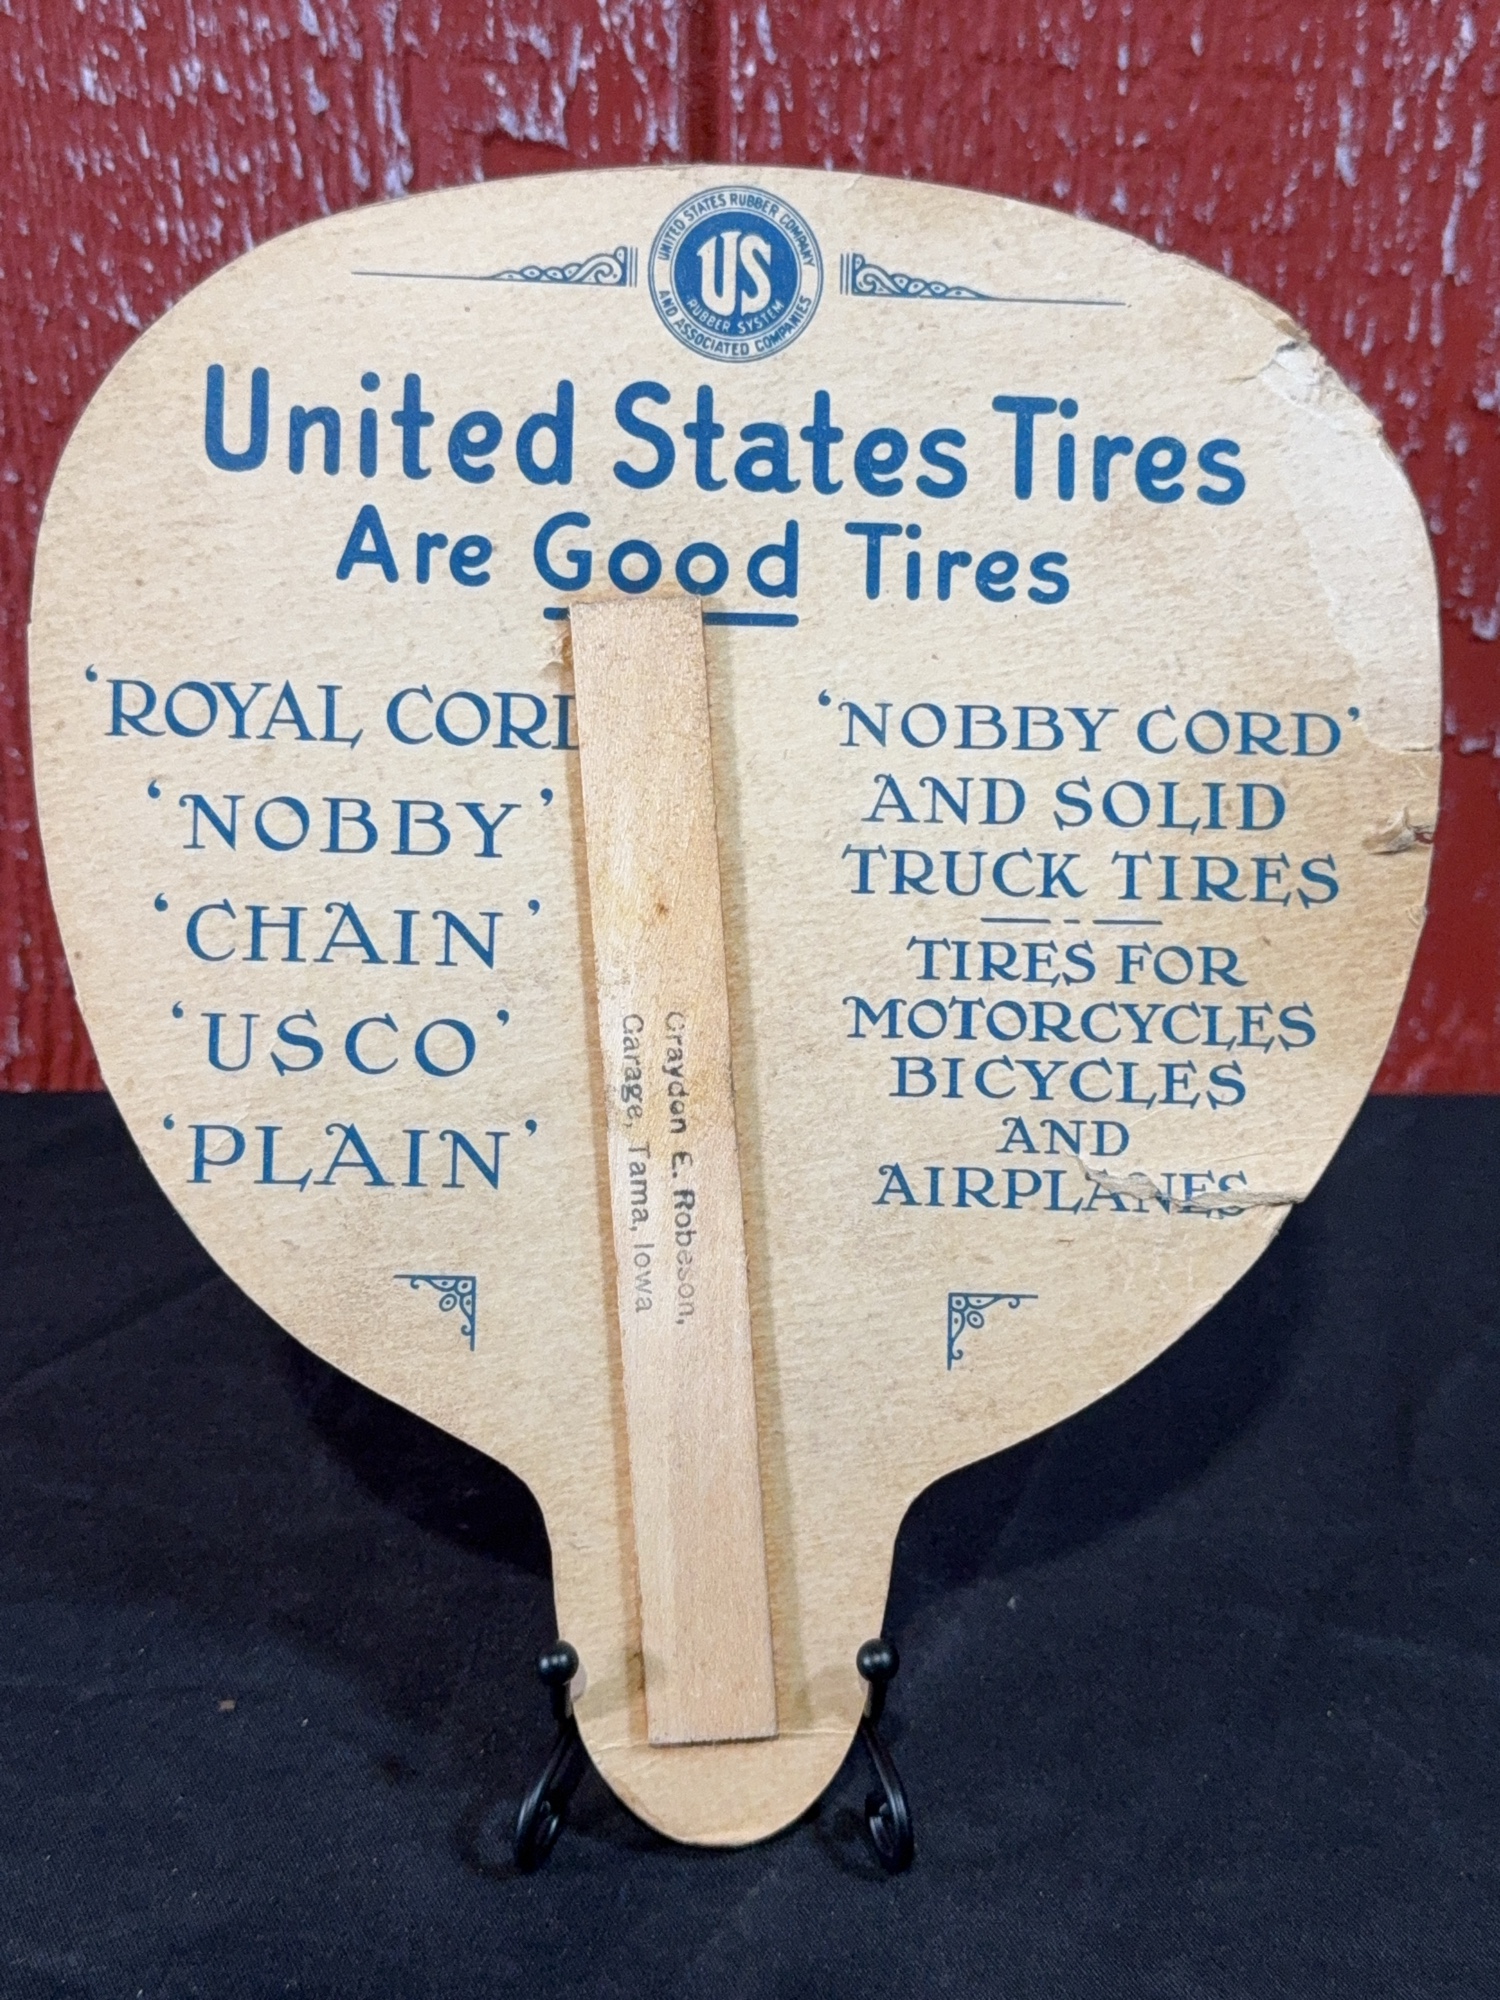 UNITED STATES RUBBER COMPANY
US
RUBBER SYSTEM
AND ASSOCIATED COMPANIES
United States Tires
Are Good Tires
‘ROYAL CORD
‘NOBBY’
‘CHAIN’
‘USCO’
‘PLAIN’
‘NOBBY CORD’
AND SOLID
TRUCK TIRES
TIRES FOR
MOTORCYCLES
BICYCLES
AND
AIRPLANES
Graydon E. Robeson,
Garage, Tama, Iowa